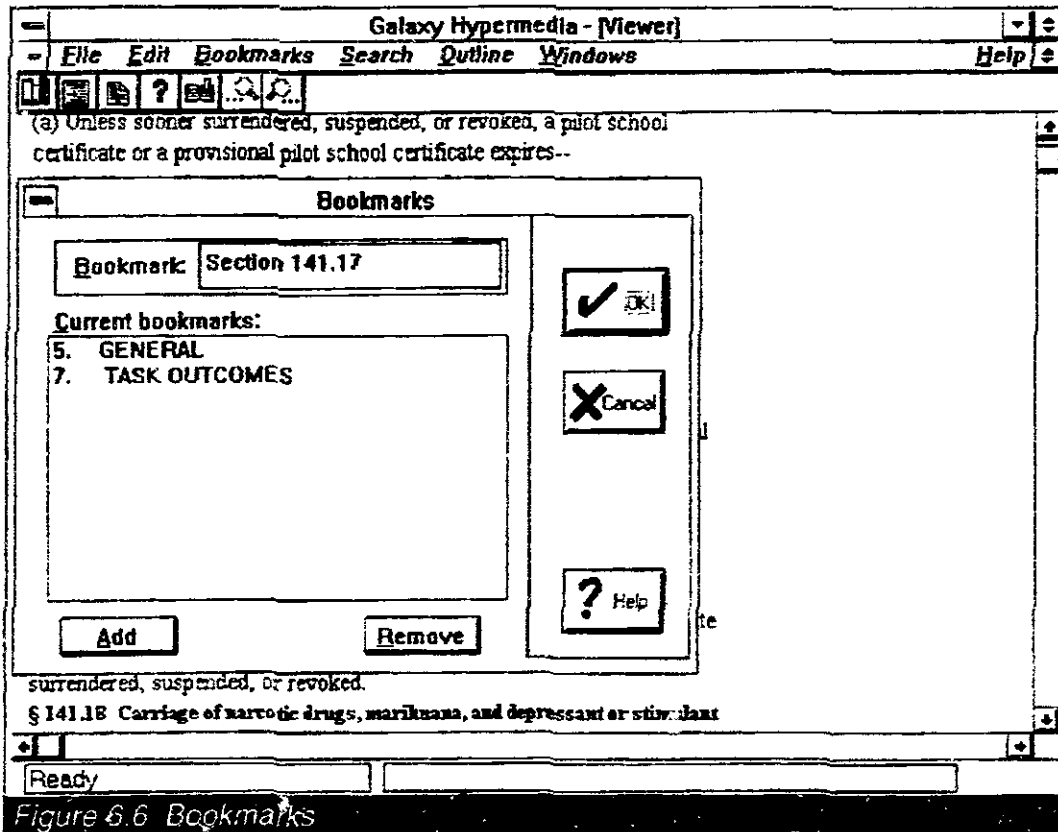 Galaxy Hypermedia - [Viewer]
File Edit Bookmarks Search Outline Windows Help
(a) Unless sooner surrendered, suspended, or revoked, a pilot school
certificate or a provisional pilot school certificate expires--
Bookmarks
Bookmark: Section 141.17
OK!
Current bookmarks:
5. GENERAL
7. TASK OUTCOMES
Cancel
Help
te
Add Remove
surrendered, suspended, or revoked.
§ 141.18 Carriage of narcotic drugs, marihuana, and depressant or stimulant
Ready
Figure 6.6 Bookmarks